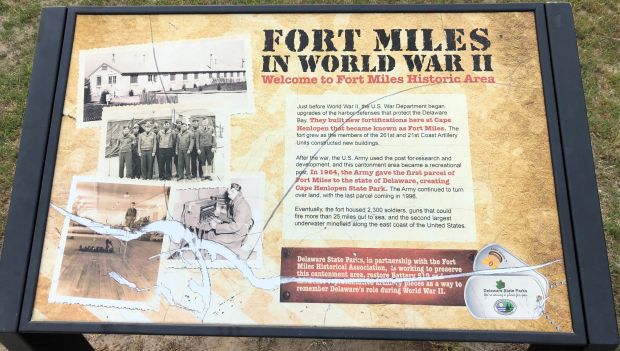 FORT MILES
IN WORLD WAR II
Welcome to Fort Miles Historic Area
Just before World War II, the U.S. War Department began
upgrades of the harbor defenses that protect the Delaware
Bay. They built new fortifications here at Cape
Henlopen that became known as Fort Miles. The
fort grew as the members of the 261st and 21st Coast Artillery
Units constructed new buildings.
After the war, the U.S. Army used the post for research and
development, and this cantonment area became a recreational
post. In 1964, the Army gave the first parcel of
Fort Miles to the state of Delaware, creating
Cape Henlopen State Park. The Army continued to turn
over land, with the last parcel coming in 1996.
Eventually, the fort housed 2,300 soldiers, guns that could
fire more than 25 miles out to sea, and the second largest
underwater minefield along the east coast of the United States.
Delaware State Parks, in partnership with the Fort
Miles Historical Association, is working to preserve
this cantonment area, restore Battery 519 and
artillery pieces as a way to
remember Delaware's role during World War II.
Delaware State Parks